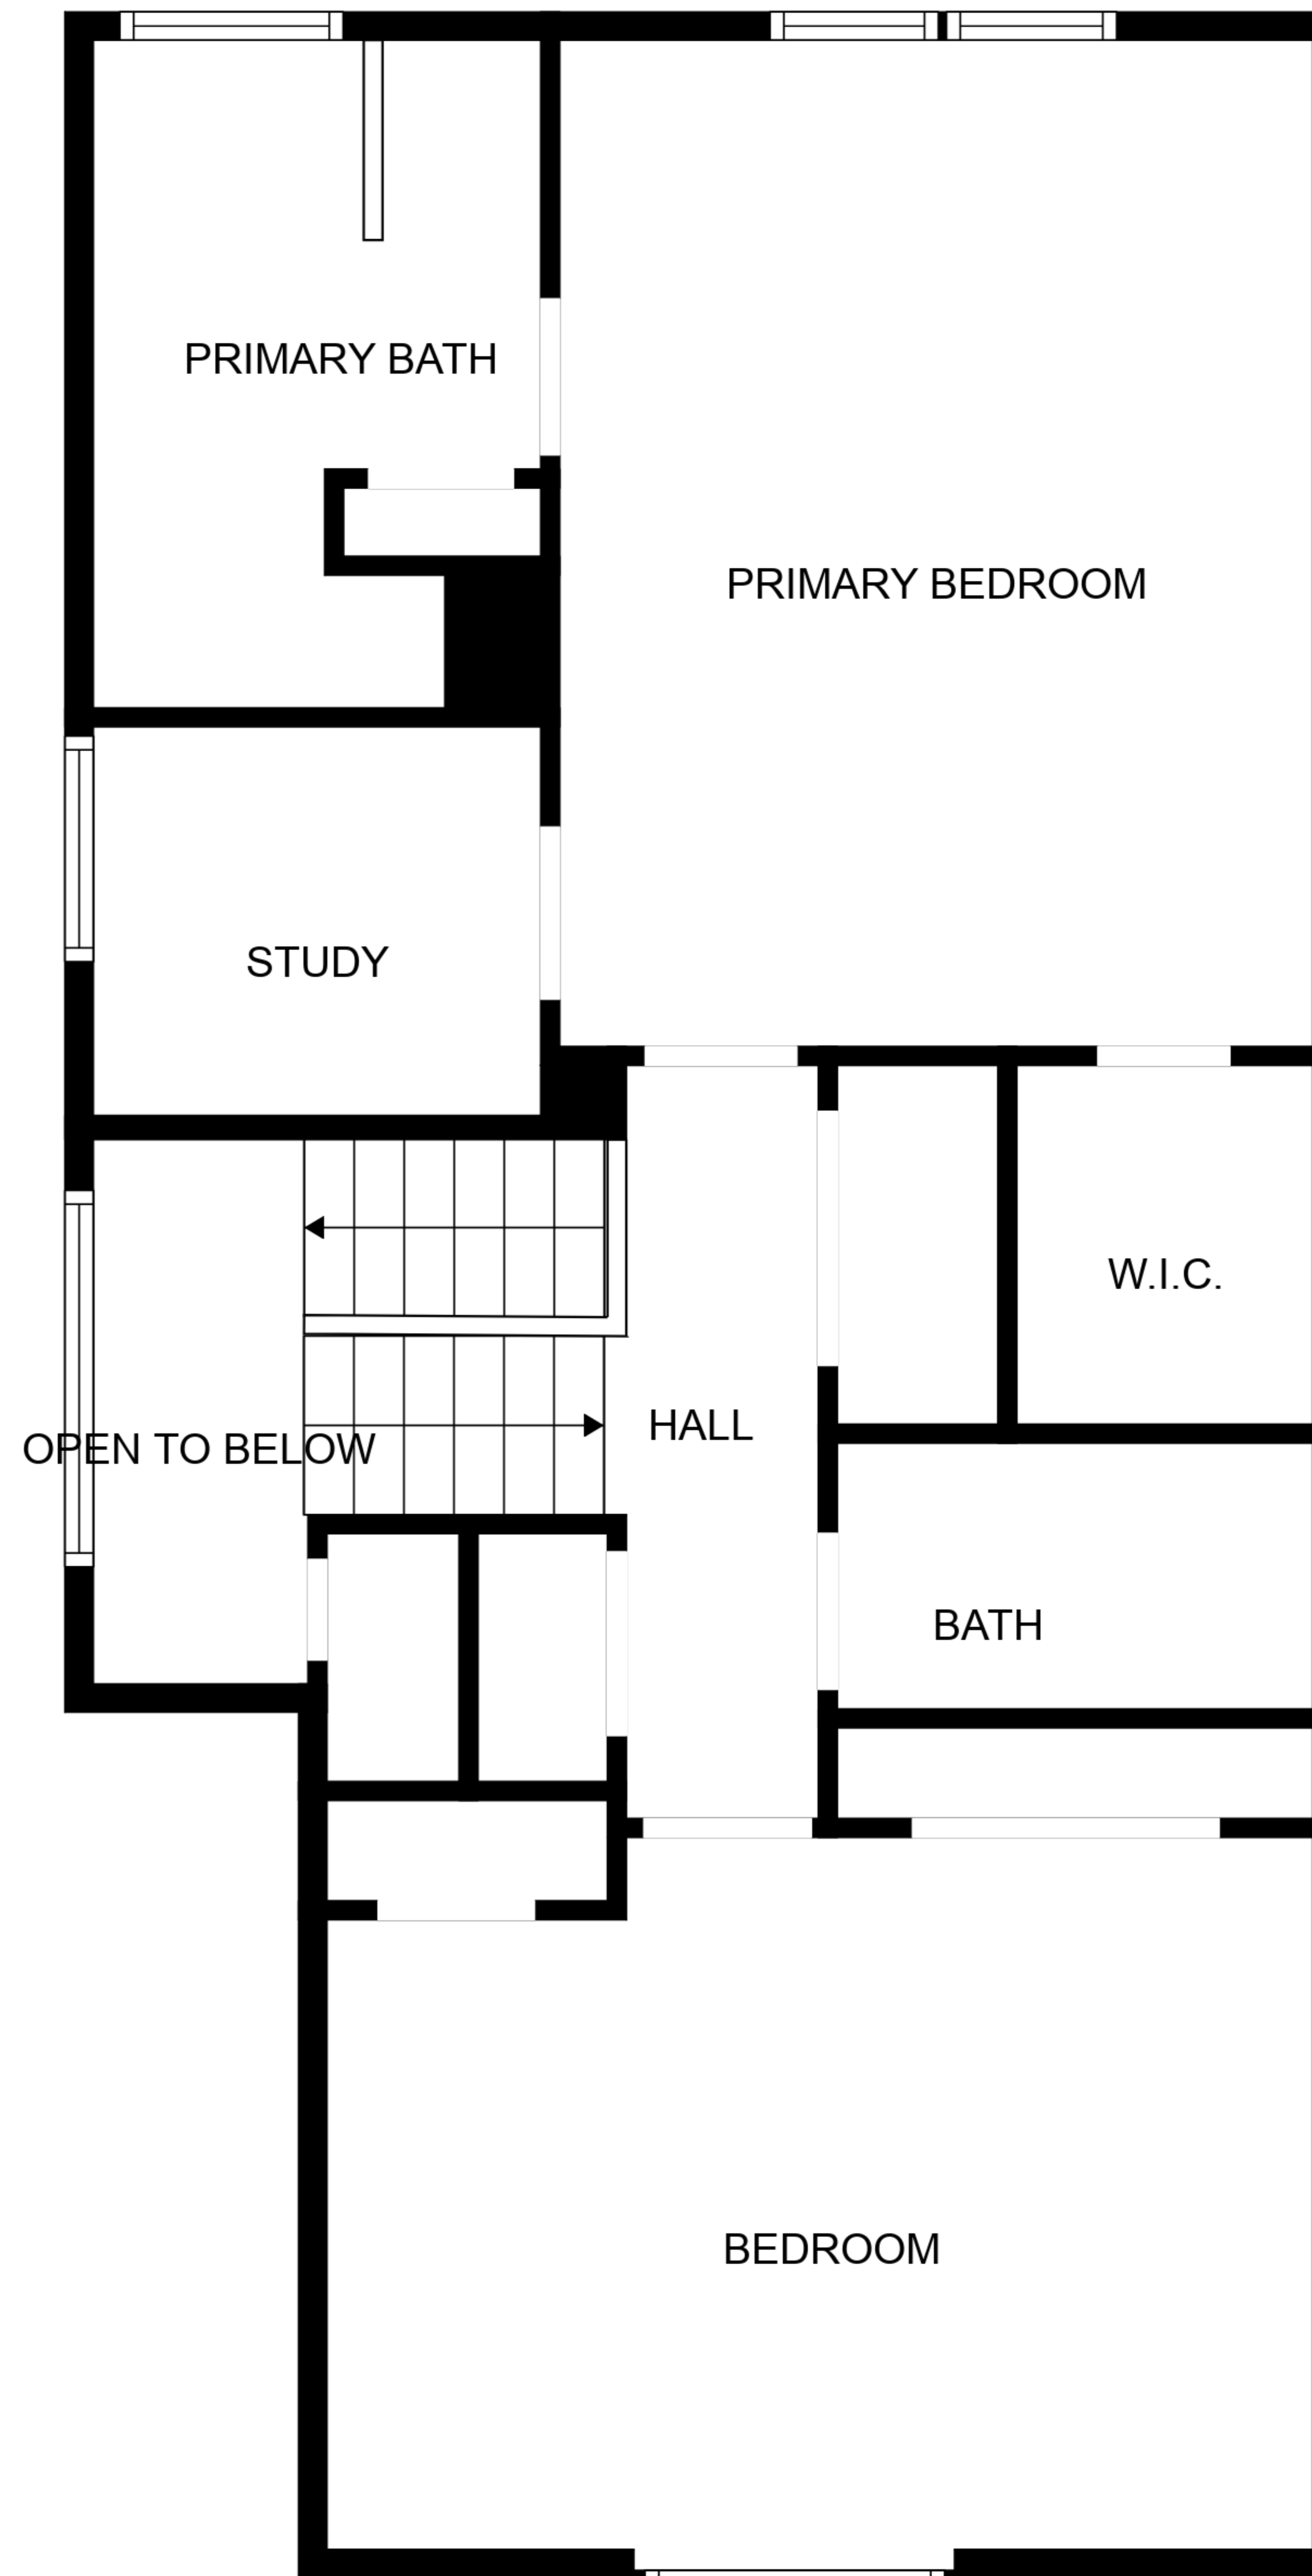 PRIMARY BATH
PRIMARY BEDROOM
STUDY
W.I.C.
HALL
OPEN TO BELOW
BATH
BEDROOM